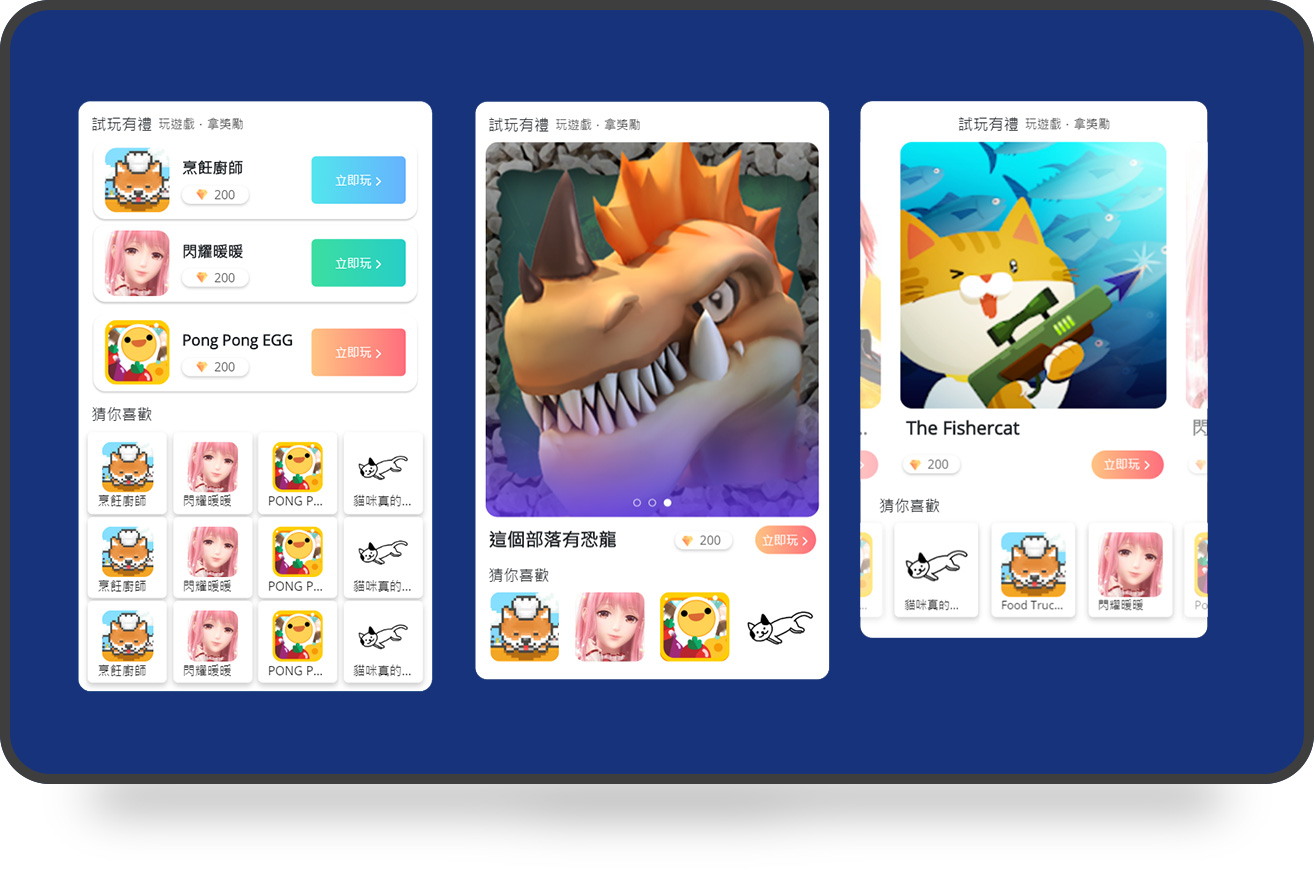 試玩有禮 玩遊戲·拿獎勵
烹飪廚師
200
立即玩
閃耀暖暖
200
立即玩
Pong Pong EGG
200
立即玩
猜你喜歡
烹飪廚師 閃耀暖暖 PONG P... 貓咪真的...
烹飪廚師 閃耀暖暖 PONG P... 貓咪真的...
烹飪廚師 閃耀暖暖 PONG P... 貓咪真的...
試玩有禮 玩遊戲·拿獎勵
這個部落有恐龍 200 立即玩
猜你喜歡
試玩有禮 玩遊戲·拿獎勵
... The Fishercat 閃
200 立即玩
猜你喜歡
... 貓咪真的... Food Truc... 閃耀暖暖 Po